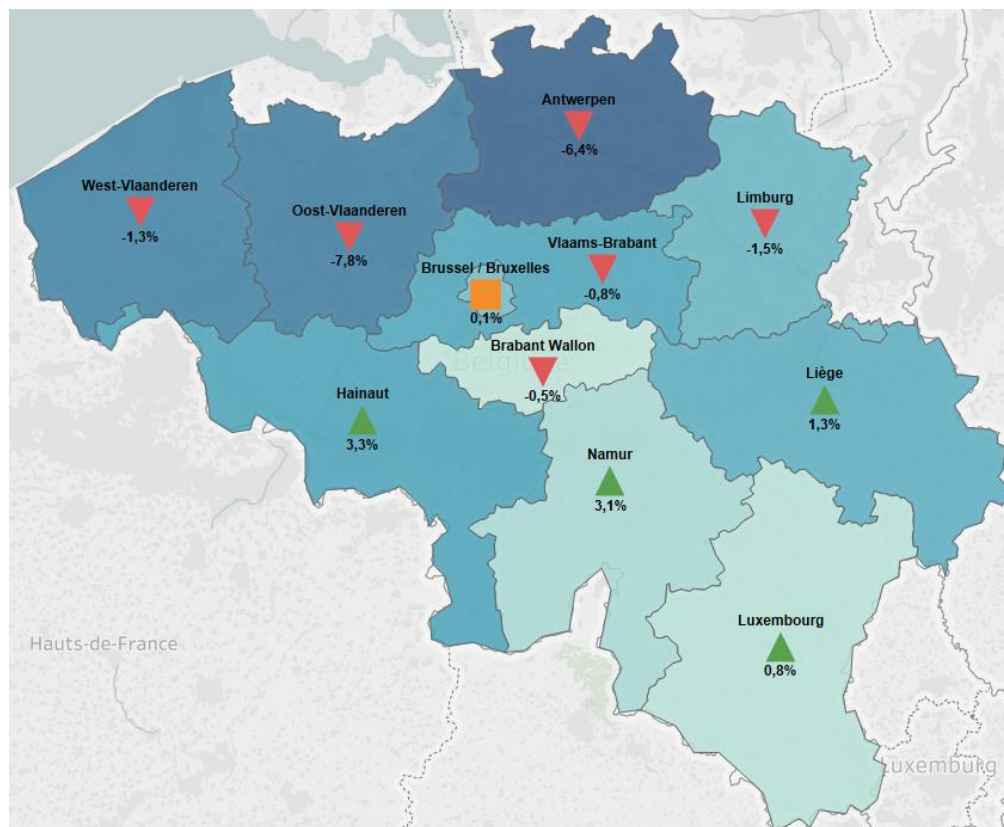 Antwerpen
-6,4%
West-Vlaanderen
-1,3%
Oost-Vlaanderen
-7,8%
Limburg
-1,5%
Vlaams-Brabant
-0,8%
Brussel / Bruxelles
0,1%
Brabant Wallon
Belgique
-0,5%
Hainaut
3,3%
Liège
1,3%
Namur
3,1%
Luxembourg
0,8%
Hauts-de-France
Luxemburg